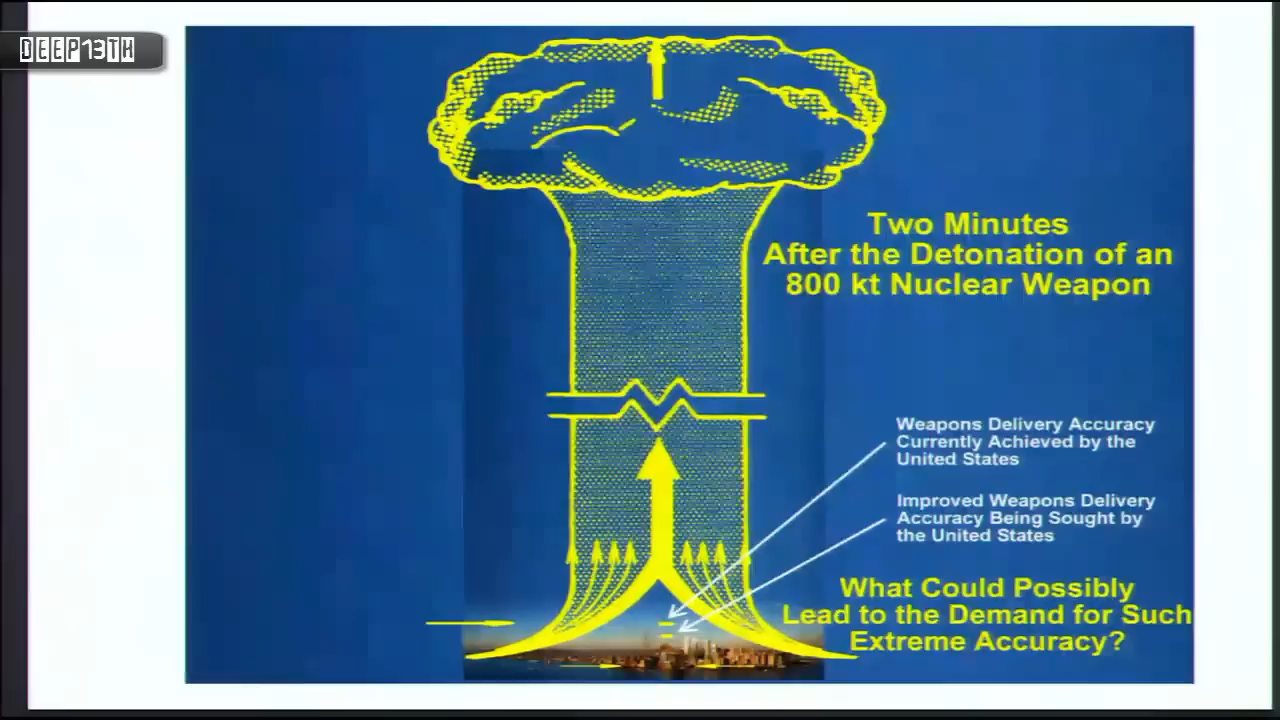 DEEP13TH
Two Minutes
After the Detonation of an
800 kt Nuclear Weapon
Weapons Delivery Accuracy
Currently Achieved by the
United States
Improved Weapons Delivery
Accuracy Being Sought by
the United States
What Could Possibly
Lead to the Demand for Such
Extreme Accuracy?